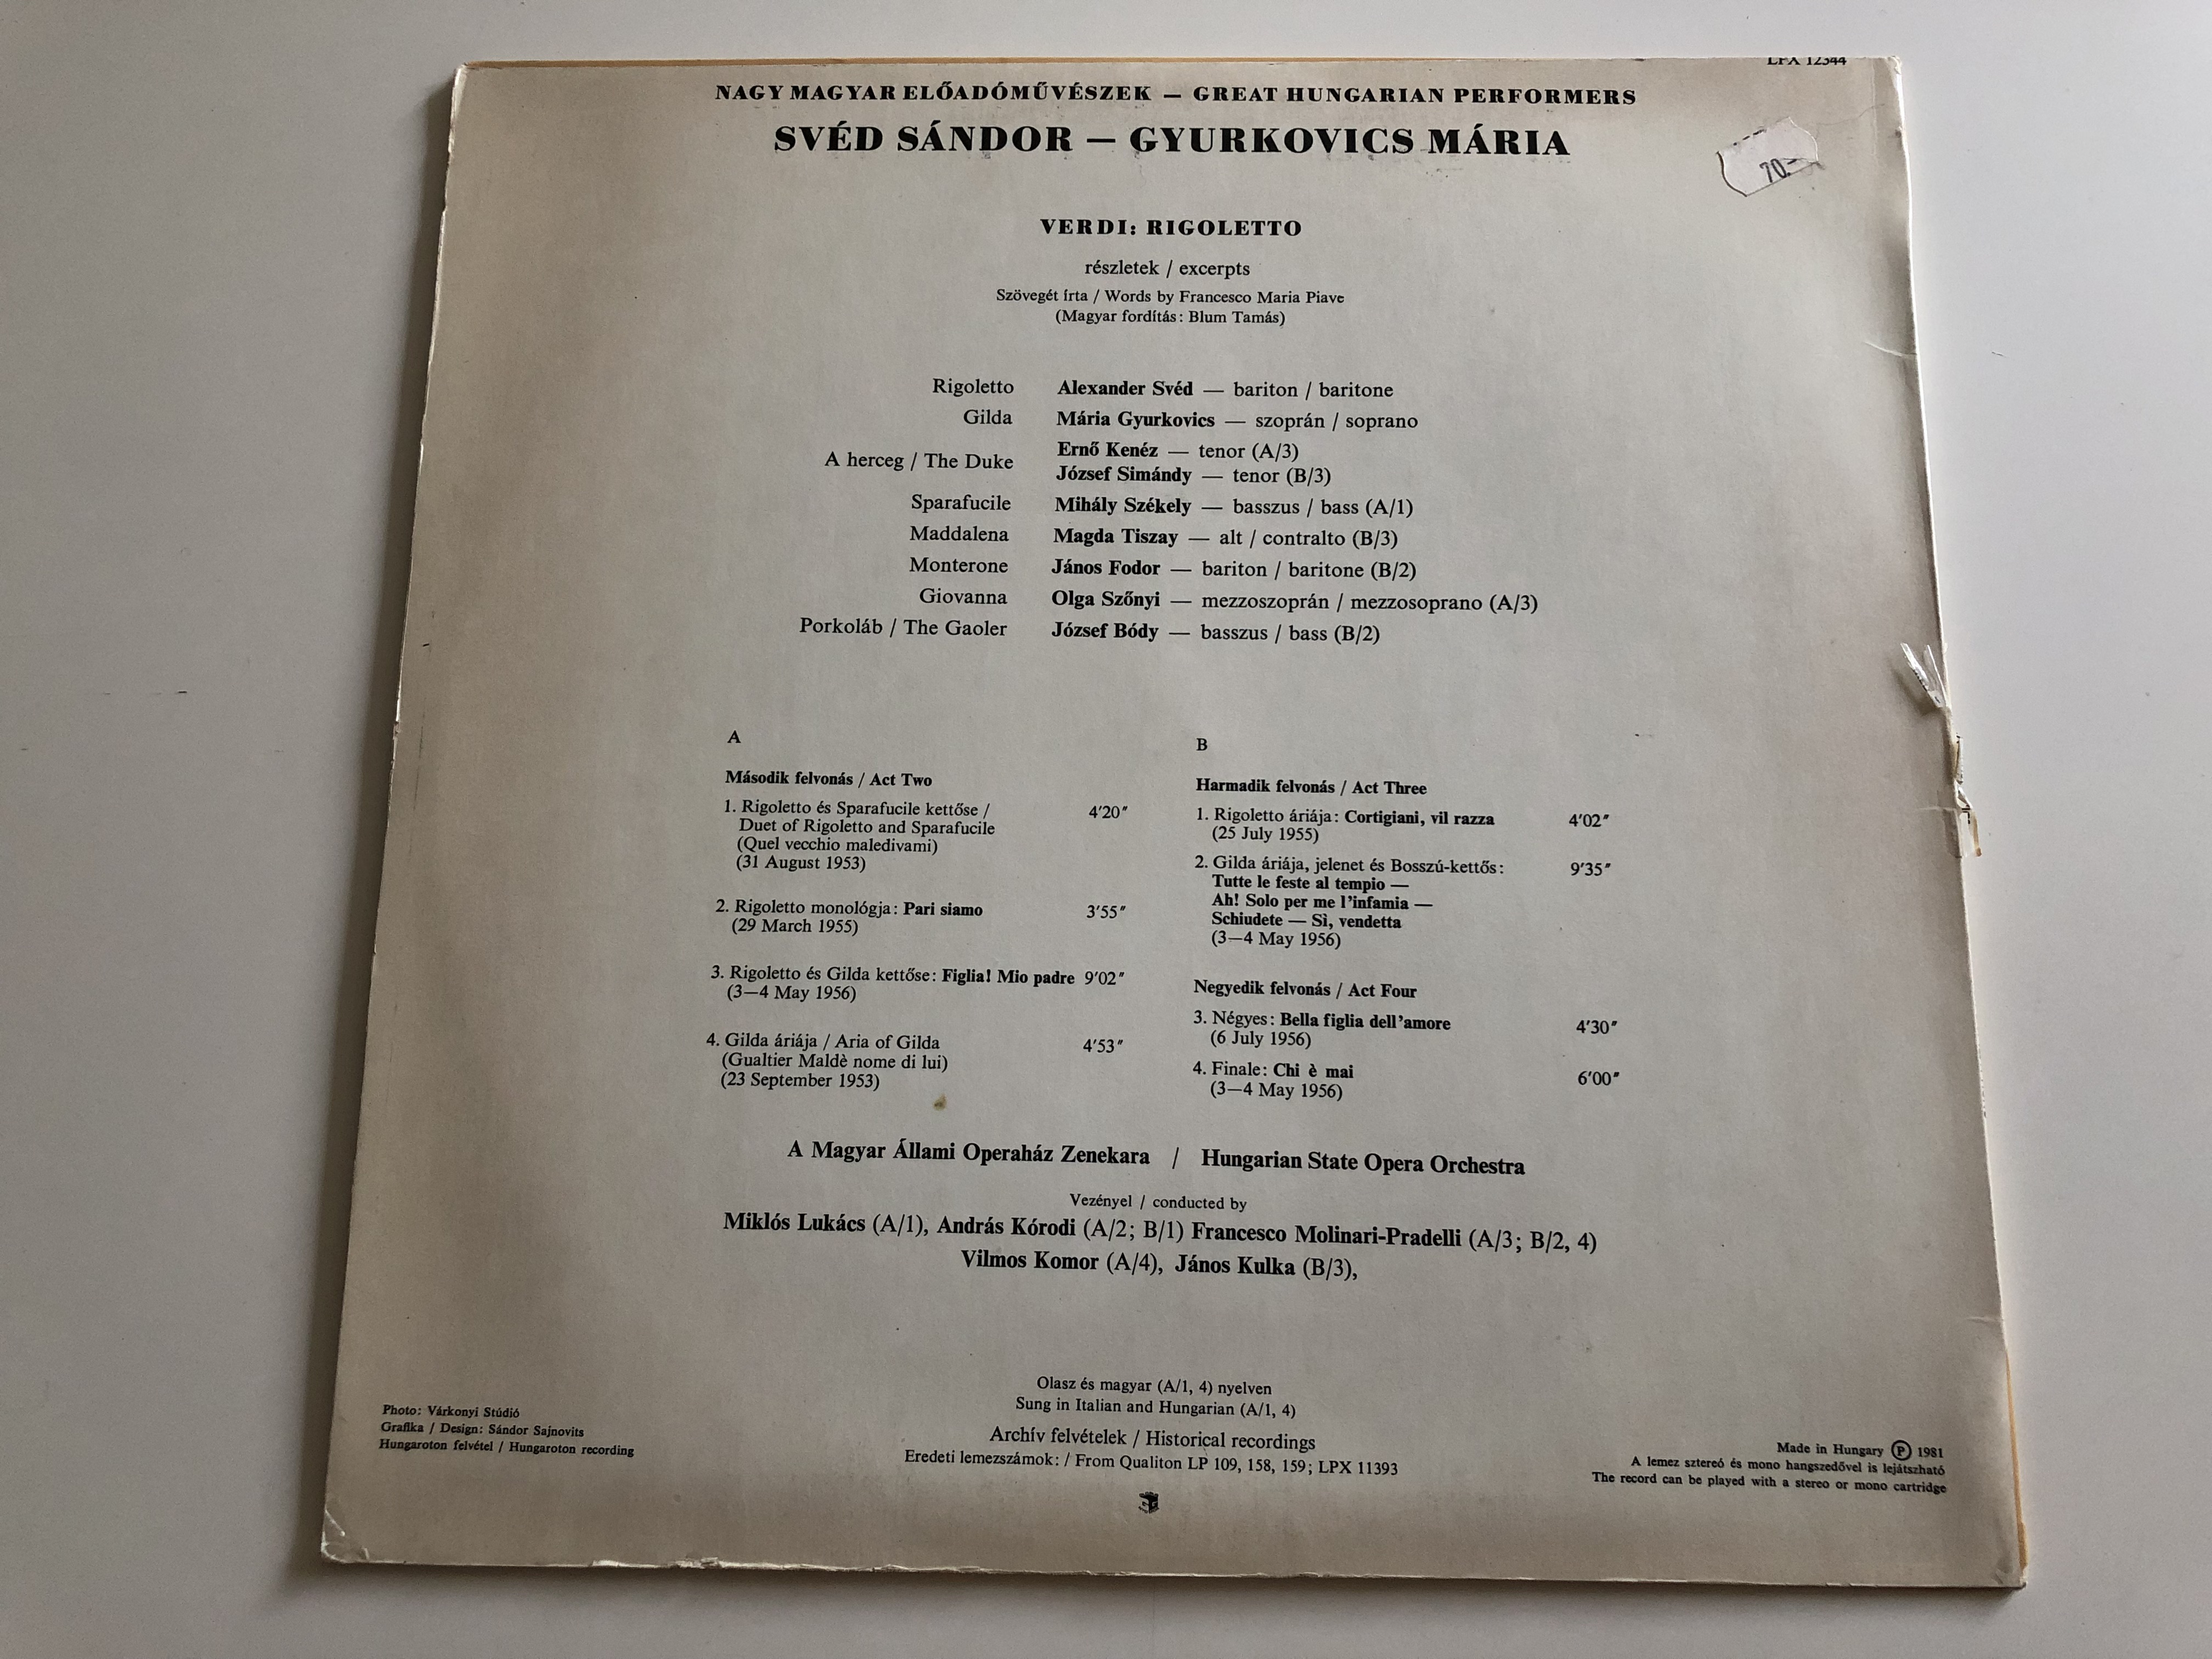 LPX 12344
NAGY MAGYAR ELŐADÓMŰVÉSZEK — GREAT HUNGARIAN PERFORMERS
SVÉD SÁNDOR — GYURKOVICS MÁRIA
70.-
VERDI: RIGOLETTO
részletek / excerpts
Szövegét írta / Words by Francesco Maria Piave
(Magyar fordítás: Blum Tamás)
Rigoletto Alexander Svéd — bariton / baritone
Gilda Mária Gyurkovics — szoprán / soprano
A herceg / The Duke Ernő Kenéz — tenor (A/3)
József Simándy — tenor (B/3)
Sparafucile Mihály Székely — basszus / bass (A/1)
Maddalena Magda Tiszay — alt / contralto (B/3)
Monterone János Fodor — bariton / baritone (B/2)
Giovanna Olga Szőnyi — mezzoszoprán / mezzosoprano (A/3)
Porkoláb / The Gaoler József Bódy — basszus / bass (B/2)
A
Második felvonás / Act Two
1. Rigoletto és Sparafucile kettőse / 4'20"
Duet of Rigoletto and Sparafucile
(Quel vecchio maledivami)
(31 August 1953)
2. Rigoletto monológja: Pari siamo 3'55"
(29 March 1955)
3. Rigoletto és Gilda kettőse: Figlia! Mio padre 9'02"
(3—4 May 1956)
4. Gilda áriája / Aria of Gilda 4'53"
(Gualtier Maldè nome di lui)
(23 September 1953)
B
Harmadik felvonás / Act Three
1. Rigoletto áriája: Cortigiani, vil razza 4'02"
(25 July 1955)
2. Gilda áriája, jelenet és Bosszú-kettős: 9'35"
Tutte le feste al tempio —
Ah! Solo per me l'infamia —
Schiudete — Sì, vendetta
(3—4 May 1956)
Negyedik felvonás / Act Four
3. Négyes: Bella figlia dell'amore 4'30"
(6 July 1956)
4. Finale: Chi è mai 6'00"
(3—4 May 1956)
A Magyar Állami Operaház Zenekara / Hungarian State Opera Orchestra
Vezényel / conducted by
Miklós Lukács (A/1), András Kórodi (A/2; B/1) Francesco Molinari-Pradelli (A/3; B/2, 4)
Vilmos Komor (A/4), János Kulka (B/3),
Olasz és magyar (A/1, 4) nyelven
Sung in Italian and Hungarian (A/1, 4)
Archív felvételek / Historical recordings
Eredeti lemezszámok: / From Qualiton LP 109, 158, 159; LPX 11393
Photo: Várkonyi Stúdió
Grafika / Design: Sándor Sajnovits
Hungaroton felvétel / Hungaroton recording
Made in Hungary Ⓟ 1981
A lemez sztereó és mono hangszedővel is lejátszható
The record can be played with a stereo or mono cartridge